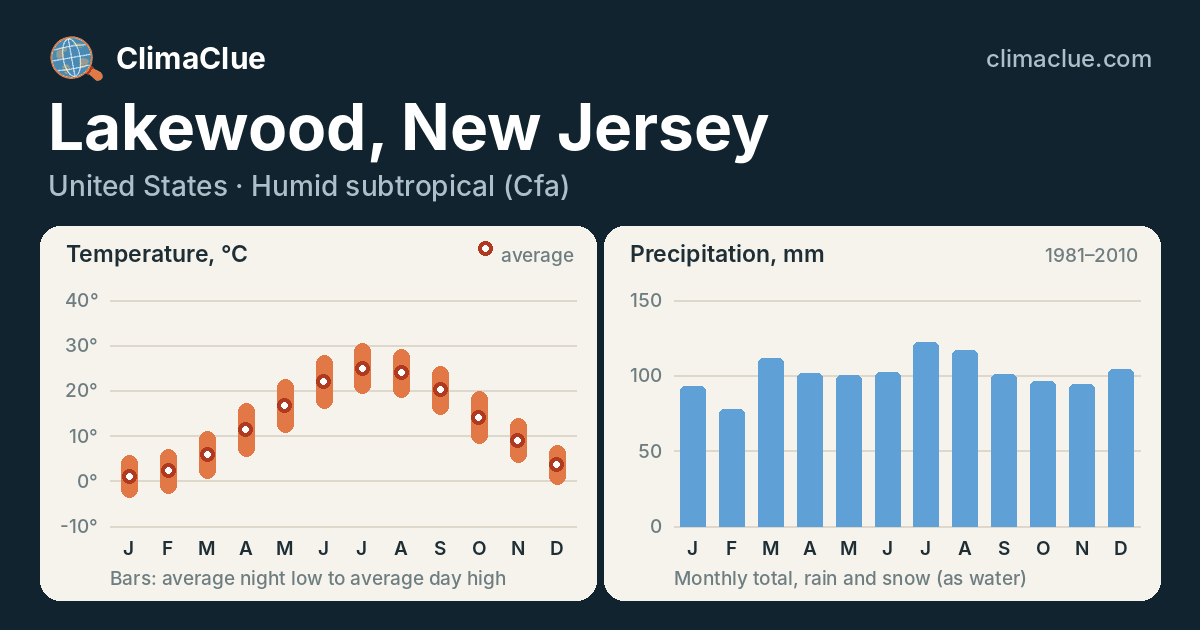 ClimaClue
climaclue.com
Lakewood, New Jersey
United States · Humid subtropical (Cfa)
Temperature, °C
average
40°
30°
20°
10°
0°
-10°
J F M A M J J A S O N D
Bars: average night low to average day high
Precipitation, mm
1981–2010
150
100
50
0
J F M A M J J A S O N D
Monthly total, rain and snow (as water)